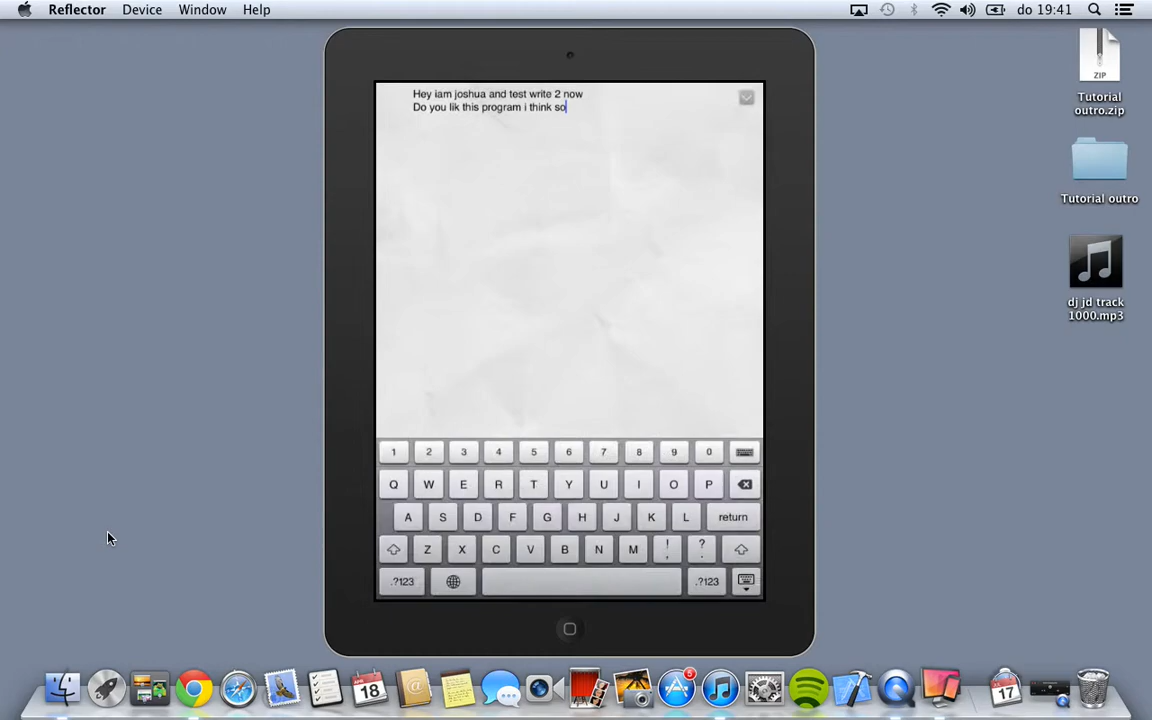 Reflector Device Window Help do 19:41
ZIP
Tutorial
outro.zip
Tutorial outro
dj jd track
1000.mp3
Hey iam joshua and test write 2 now
Do you lik this program i think so
1 2 3 4 5 6 7 8 9 0
Q W E R T Y U I O P
A S D F G H J K L return
Z X C V B N M ! , ? .
.?123 .?123
18
5
17